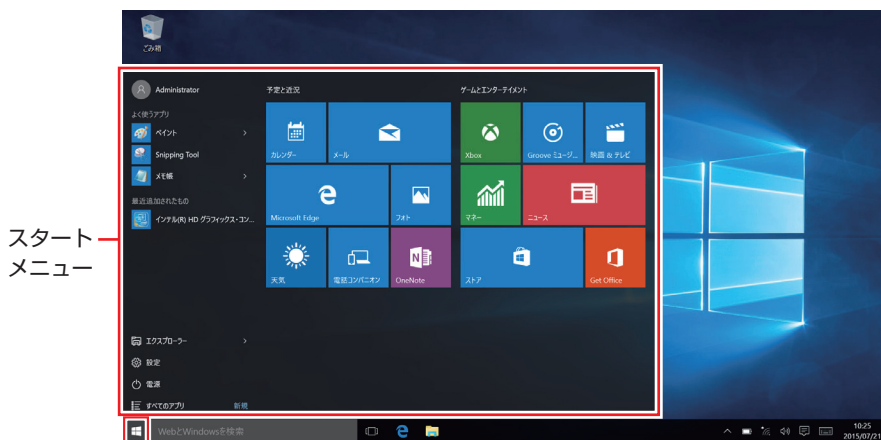 ごみ箱
スタート
メニュー
Administrator
よく使うアプリ
ペイント
Snipping Tool
メモ帳
最近追加されたもの
インテル(R) HD グラフィックス・コン...
エクスプローラー
設定
電源
すべてのアプリ 新規
予定と近況
カレンダー
メール
Microsoft Edge
フォト
天気
電話コンパニオン
OneNote
ゲームとエンターテイメント
Xbox
Groove ミュージ...
映画 & テレビ
マネー
ニュース
ストア
Get Office
WebとWindowsを検索
10:25
2015/07/21